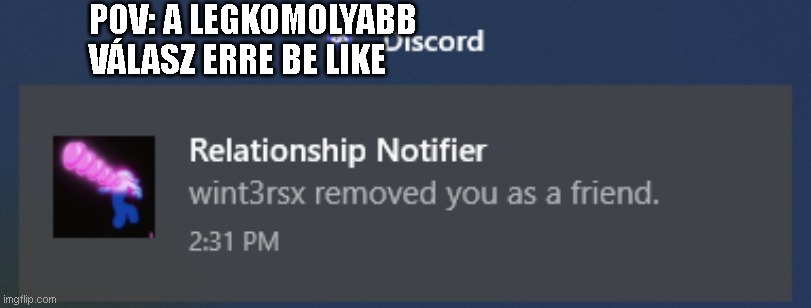 POV: A LEGKOMOLYABB
VÁLASZ ERRE BE LIKE
Discord
Relationship Notifier
wint3rsx removed you as a friend.
2:31 PM
imgflip.com